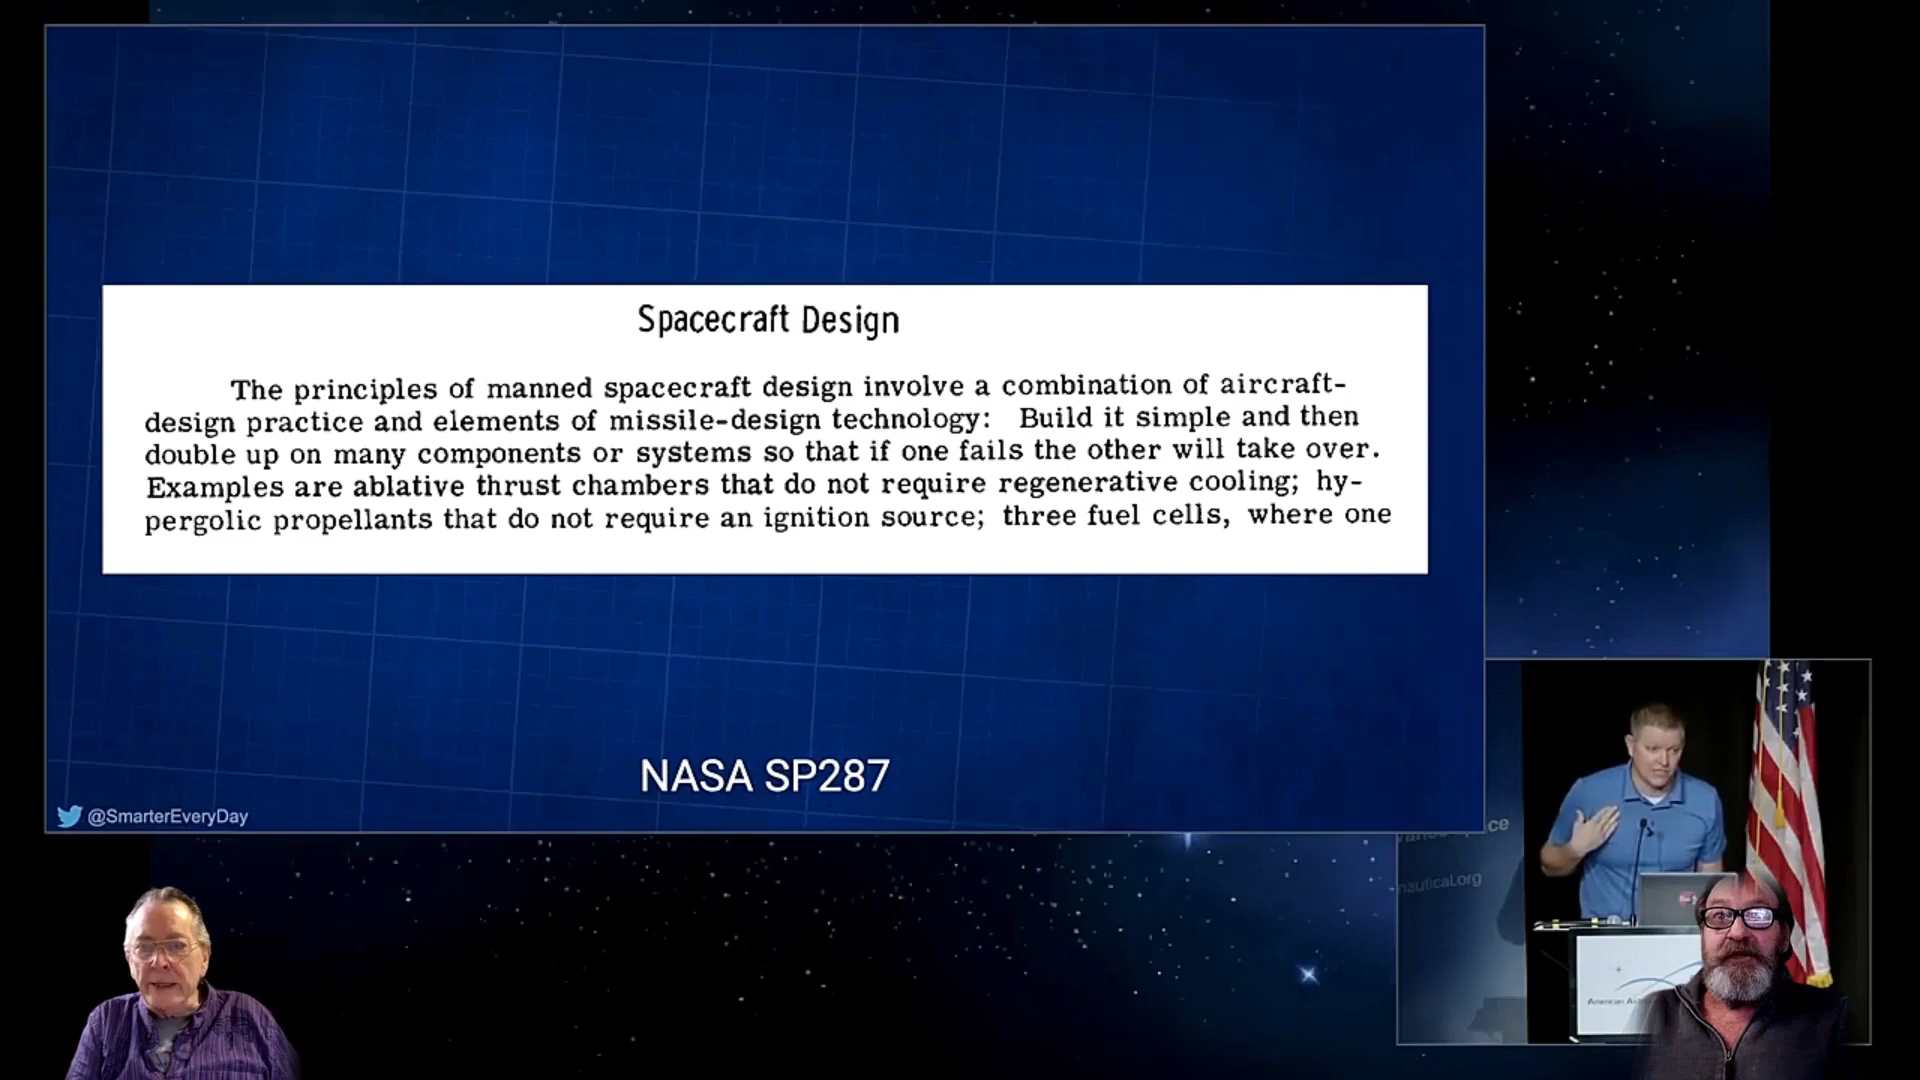 Spacecraft Design
The principles of manned spacecraft design involve a combination of aircraft-
design practice and elements of missile-design technology: Build it simple and then
double up on many components or systems so that if one fails the other will take over.
Examples are ablative thrust chambers that do not require regenerative cooling; hy-
pergolic propellants that do not require an ignition source; three fuel cells, where one
NASA SP287
@SmarterEveryDay
American